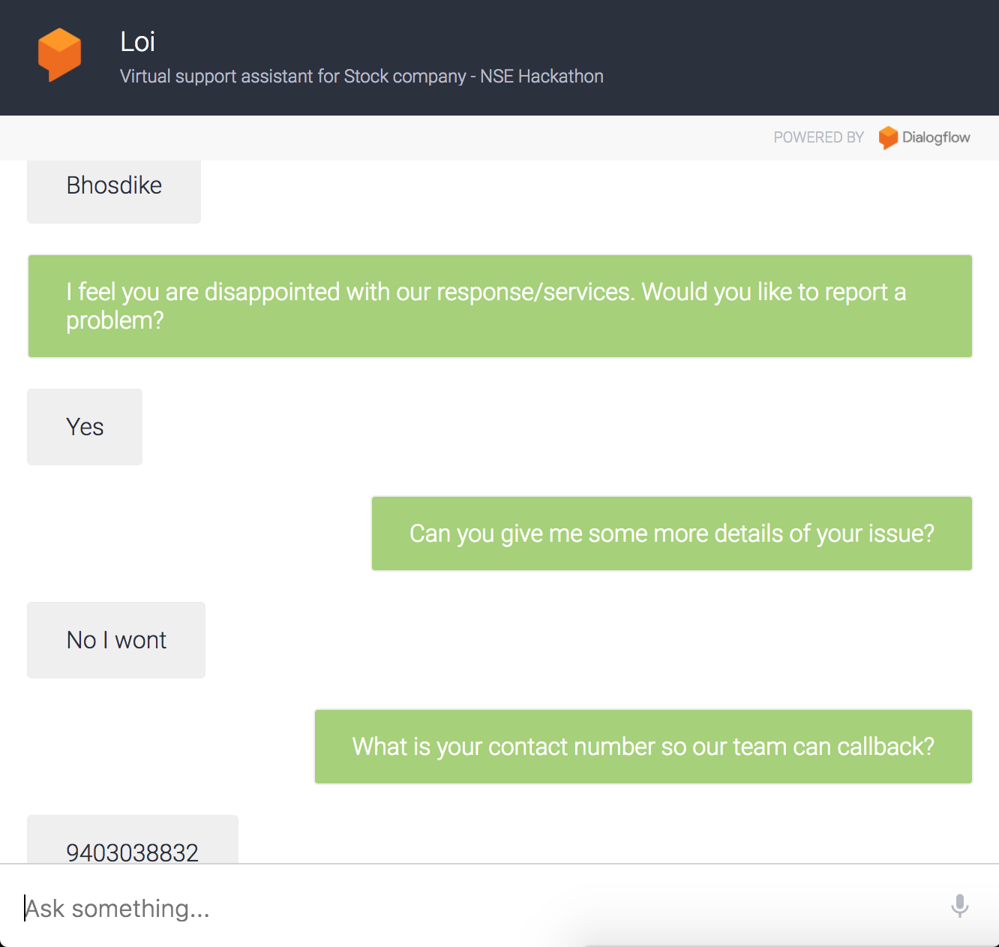 Loi
Virtual support assistant for Stock company - NSE Hackathon
POWERED BY Dialogflow
Bhosdike
I feel you are disappointed with our response/services. Would you like to report a
problem?
Yes
Can you give me some more details of your issue?
No I wont
What is your contact number so our team can callback?
9403038832
Ask something...